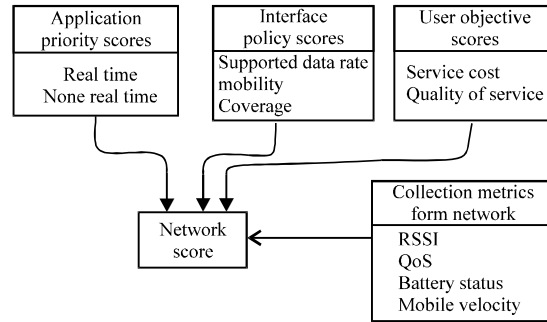 Application
priority scores
Real time
None real time
Interface
policy scores
Supported data rate
mobility
Coverage
User objective
scores
Service cost
Quality of service
Network
score
Collection metrics
form network
RSSI
QoS
Battery status
Mobile velocity